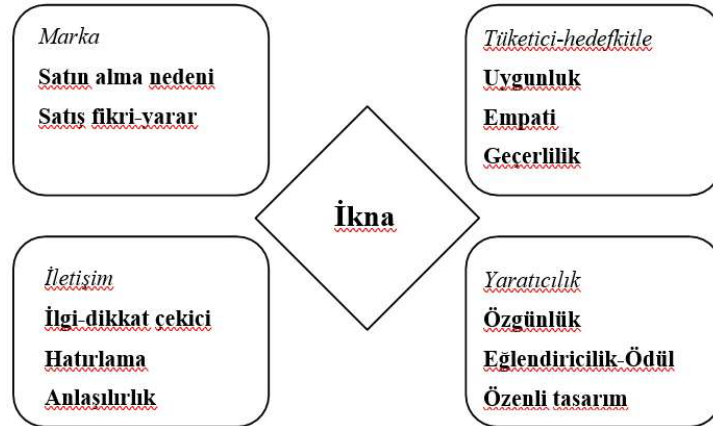 Marka
Satın alma nedeni
Satış fikri-yarar
Tüketici-hedefkitle
Uygunluk
Empati
Geçerlilik
İkna
İletişim
İlgi-dikkat çekici
Hatırlama
Anlaşılırlık
Yaratıcılık
Özgünlük
Eğlendiricilik-Ödül
Özenli tasarım